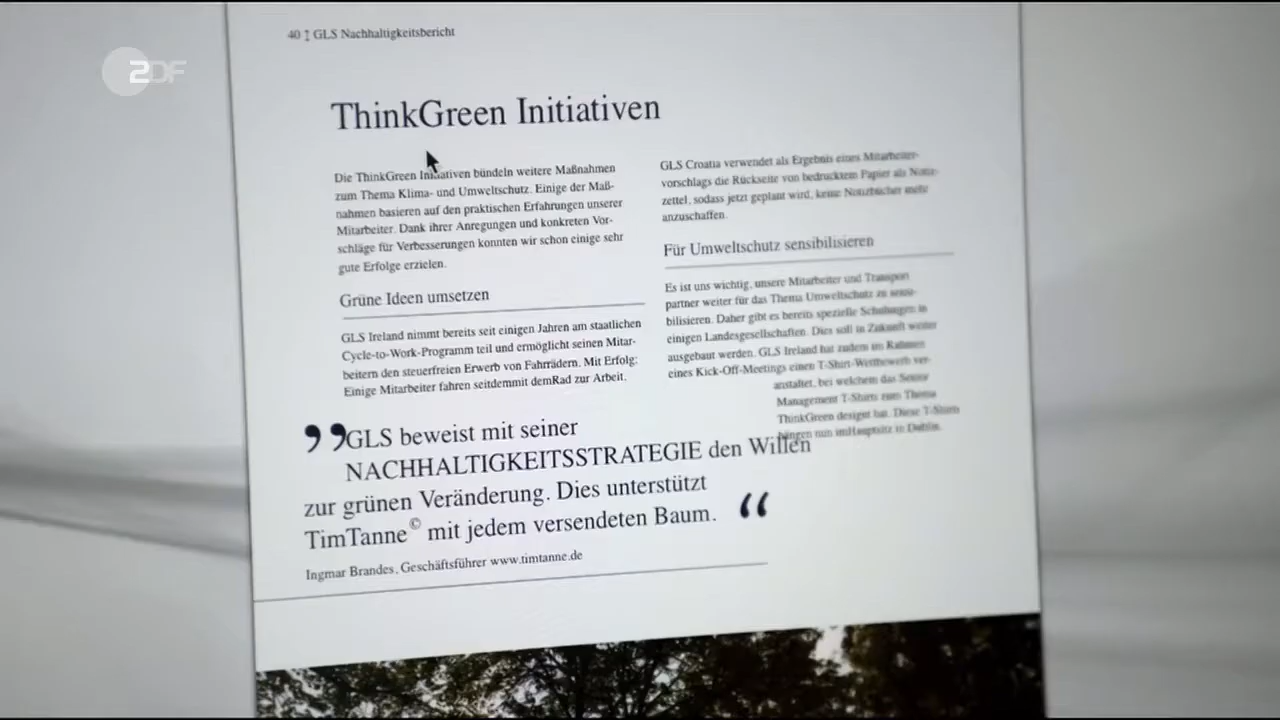 40 ↕ GLS Nachhaltigkeitsbericht
ZDF
ThinkGreen Initiativen
Die ThinkGreen Initiativen bündeln weitere Maßnahmen
zum Thema Klima- und Umweltschutz. Einige der Maß-
nahmen basieren auf den praktischen Erfahrungen unserer
Mitarbeiter. Dank ihrer Anregungen und konkreten Vor-
schläge für Verbesserungen konnten wir schon einige sehr
gute Erfolge erzielen.
Grüne Ideen umsetzen
GLS Ireland nimmt bereits seit einigen Jahren am staatlichen
Cycle-to-Work-Programm teil und ermöglicht seinen Mitar-
beitern den steuerfreien Erwerb von Fahrrädern. Mit Erfolg:
Einige Mitarbeiter fahren seitdemmit demRad zur Arbeit.
GLS Croatia verwendet als Ergebnis eines Mitarbeiter-
vorschlags die Rückseite von bedrucktem Papier als Notiz-
zettel, sodass jetzt geplant wird, keine Notizbücher mehr
anzuschaffen.
Für Umweltschutz sensibilisieren
Es ist uns wichtig, unsere Mitarbeiter und Transport
partner weiter für das Thema Umweltschutz zu sensi-
bilisieren. Daher gibt es bereits spezielle Schulungen in
einigen Landesgesellschaften. Dies soll in Zukunft weiter
ausgebaut werden. GLS Ireland hat zudem im Rahmen
eines Kick-Off-Meetings einen T-Shirt-Wettbewerb ver-
anstaltet, bei welchem das Senior
Management T-Shirts zum Thema
ThinkGreen designt hat. Diese T-Shirts
hängen nun imHauptsitz in Dublin.
❜❜GLS beweist mit seiner
NACHHALTIGKEITSSTRATEGIE den Willen
zur grünen Veränderung. Dies unterstützt
TimTanne© mit jedem versendeten Baum. “
Ingmar Brandes, Geschäftsführer www.timtanne.de